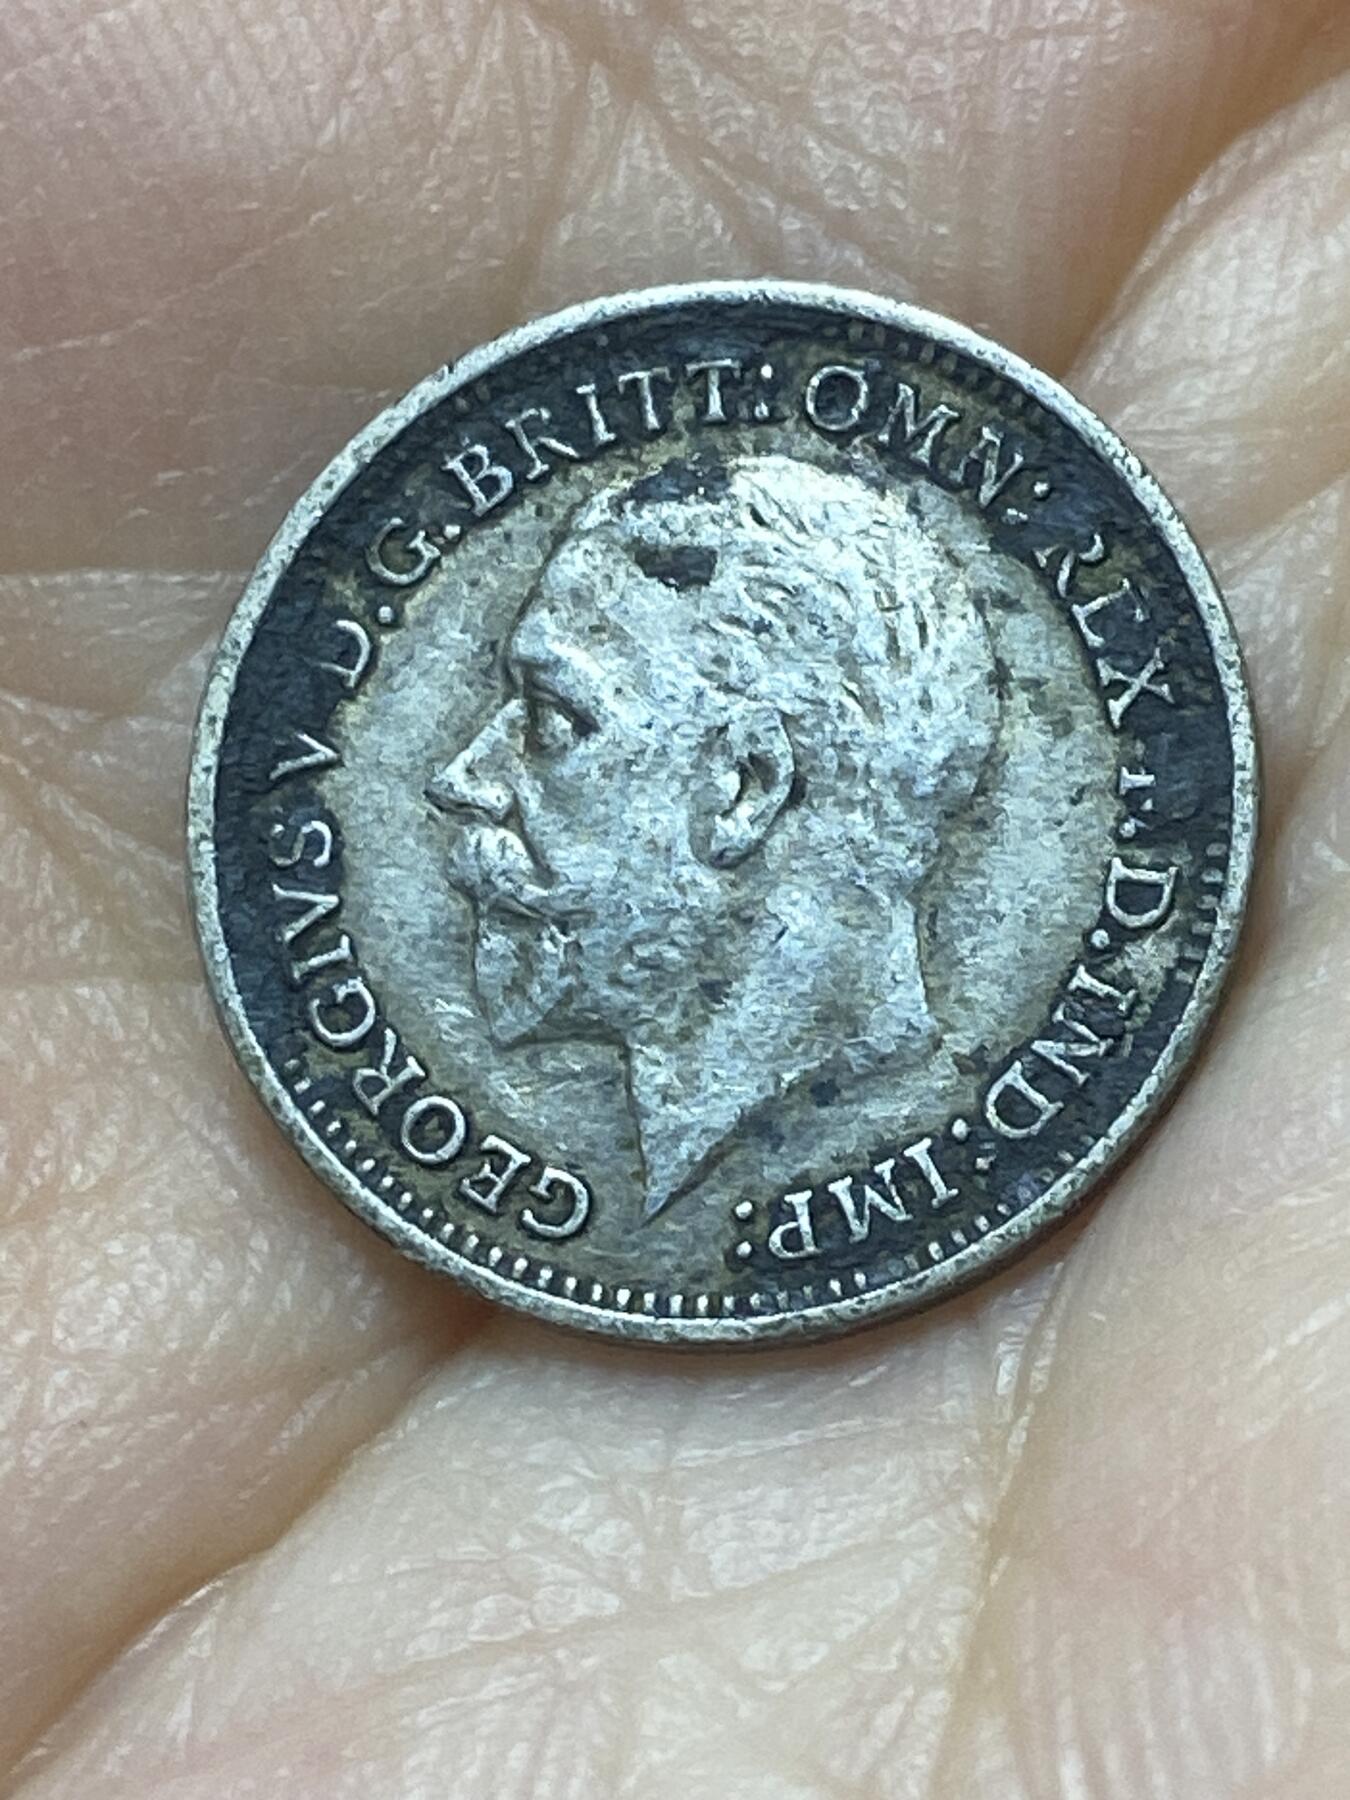 GEORGIVS V D.G.BRITT: OMN: REX F.D.IND:IMP: